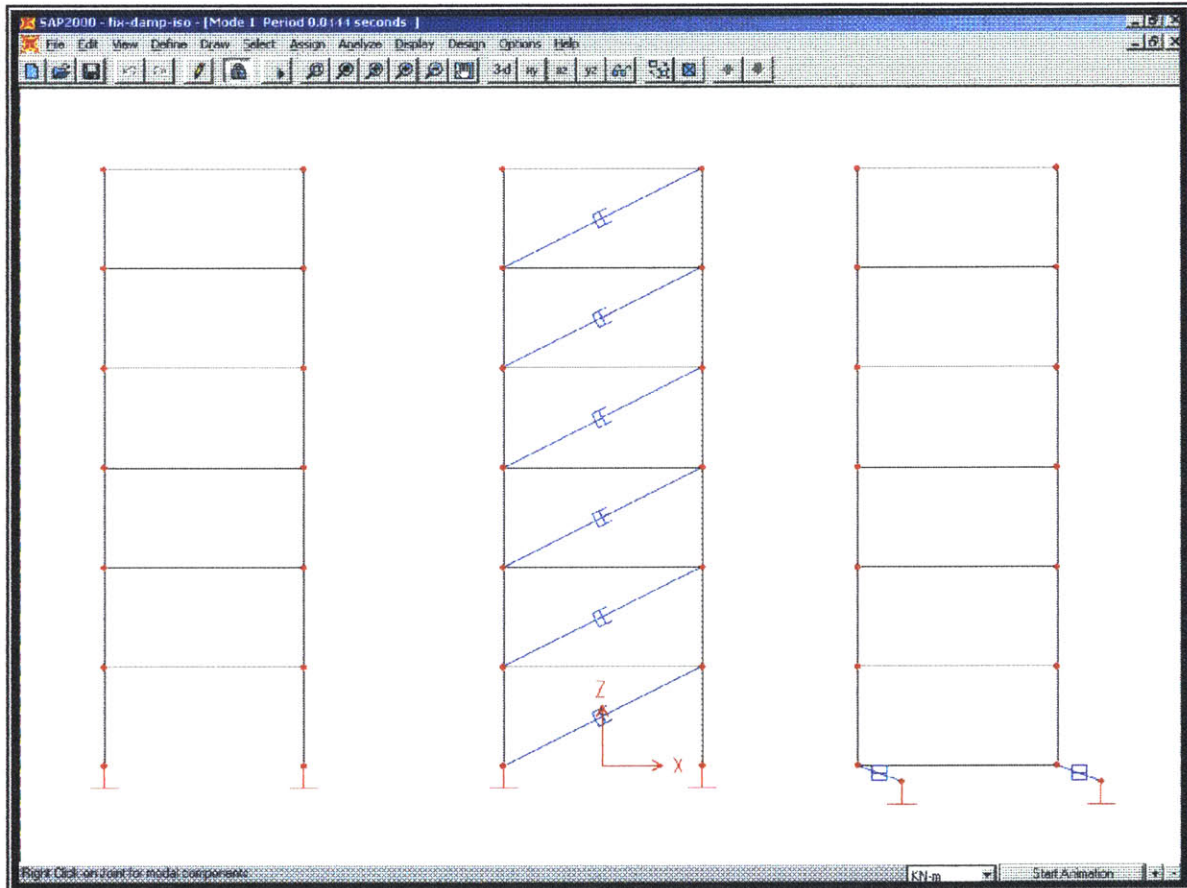 SAP2000 - fix-damp-iso - [Mode 1 Period 0.0144 seconds ]
File Edit View Define Draw Select Assign Analyze Display Design Options Help
3-d xy xz yz
Z
X
Right Click on Joint for modal components
KN-m Start Animation + -